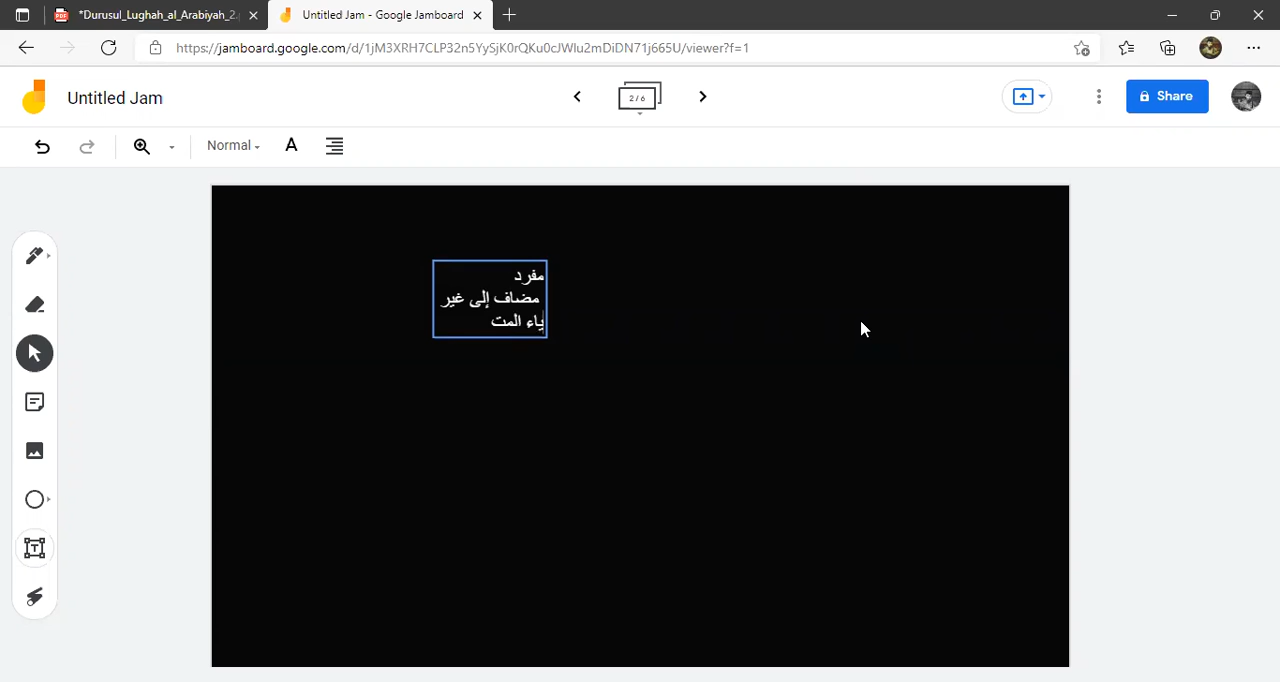 *Durusul_Lughah_al_Arabiyah_2.
Untitled Jam - Google Jamboard
https://jamboard.google.com/d/1jM3XRH7CLP32n5YySjK0rQKu0cJWlu2mDiDN71j665U/viewer?f=1
Untitled Jam
2 / 6
Share
Normal
مفرد
مضاف إلى غير
ياء المت